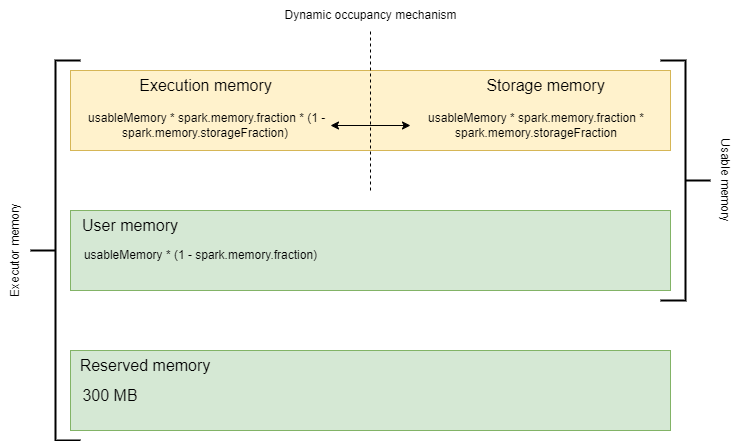 Dynamic occupancy mechanism
Execution memory
usableMemory * spark.memory.fraction * (1 -
spark.memory.storageFraction)
Storage memory
usableMemory * spark.memory.fraction *
spark.memory.storageFraction
User memory
usableMemory * (1 - spark.memory.fraction)
Reserved memory
300 MB
Executor memory
Usable memory